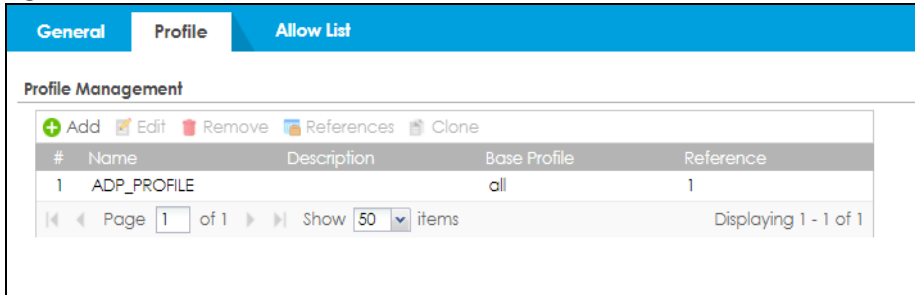 General Profile Allow List
Profile Management
Add Edit Remove References Clone
# Name Description Base Profile Reference
1 ADP_PROFILE all 1
Page 1 of 1 Show 50 items Displaying 1 - 1 of 1